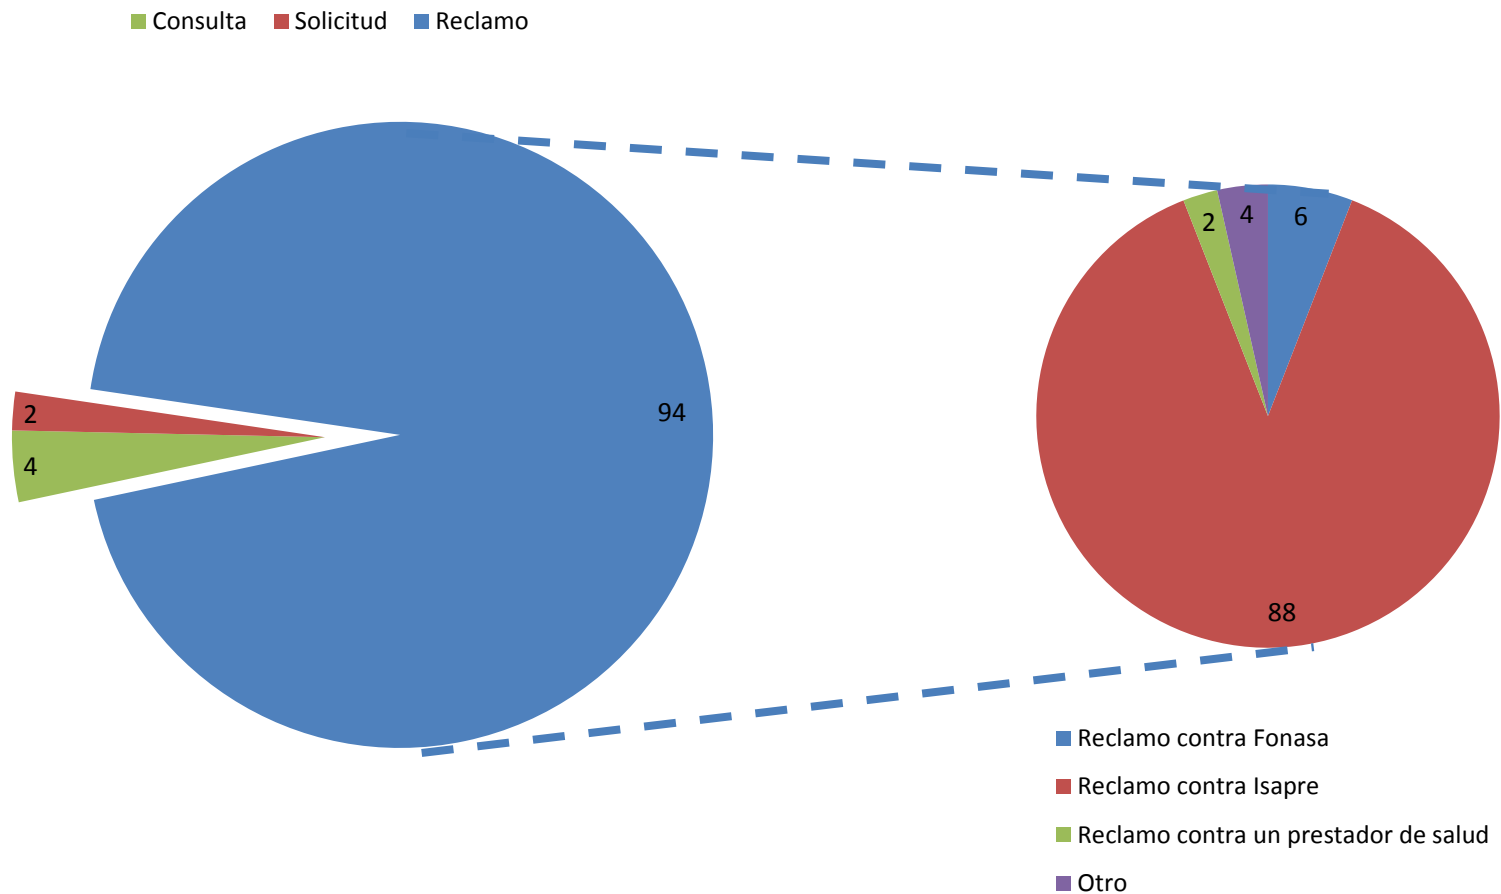 Consulta Solicitud Reclamo
2 4 6
94
2
4
88
Reclamo contra Fonasa
Reclamo contra Isapre
Reclamo contra un prestador de salud
Otro